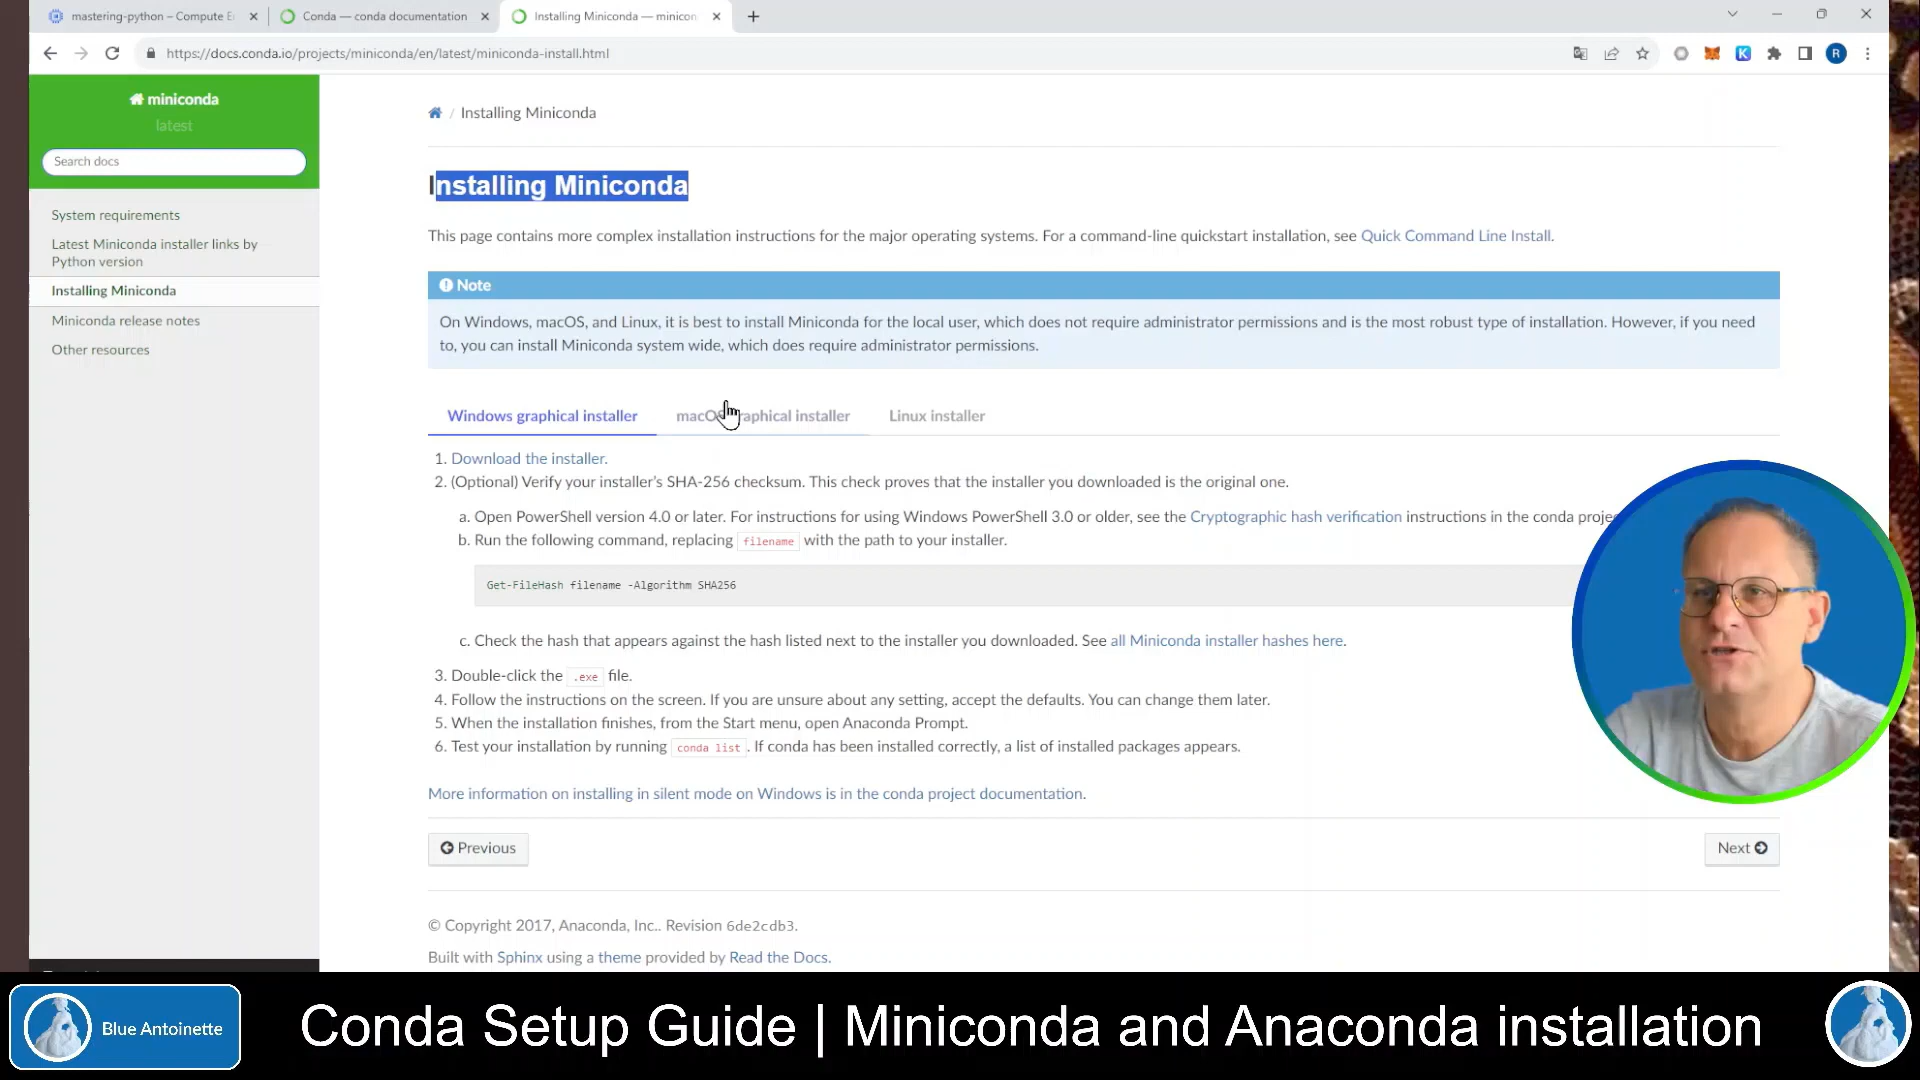 mastering-python – Compute E
Conda — conda documentation
Installing Miniconda — minicon
https://docs.conda.io/projects/miniconda/en/latest/miniconda-install.html
K
R
miniconda
latest
Search docs
System requirements
Latest Miniconda installer links by
Python version
Installing Miniconda
Miniconda release notes
Other resources
/ Installing Miniconda
Installing Miniconda
This page contains more complex installation instructions for the major operating systems. For a command-line quickstart installation, see Quick Command Line Install.
Note
On Windows, macOS, and Linux, it is best to install Miniconda for the local user, which does not require administrator permissions and is the most robust type of installation. However, if you need
to, you can install Miniconda system wide, which does require administrator permissions.
Windows graphical installer macOS graphical installer Linux installer
1. Download the installer.
2. (Optional) Verify your installer's SHA-256 checksum. This check proves that the installer you downloaded is the original one.
a. Open PowerShell version 4.0 or later. For instructions for using Windows PowerShell 3.0 or older, see the Cryptographic hash verification instructions in the conda projec
b. Run the following command, replacing filename with the path to your installer.
Get-FileHash filename -Algorithm SHA256
c. Check the hash that appears against the hash listed next to the installer you downloaded. See all Miniconda installer hashes here.
3. Double-click the .exe file.
4. Follow the instructions on the screen. If you are unsure about any setting, accept the defaults. You can change them later.
5. When the installation finishes, from the Start menu, open Anaconda Prompt.
6. Test your installation by running conda list. If conda has been installed correctly, a list of installed packages appears.
More information on installing in silent mode on Windows is in the conda project documentation.
Previous
Next
© Copyright 2017, Anaconda, Inc.. Revision 6de2cdb3.
Built with Sphinx using a theme provided by Read the Docs.
Blue Antoinette
Conda Setup Guide | Miniconda and Anaconda installation